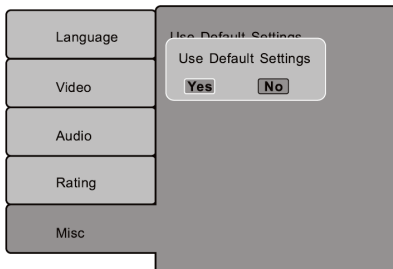 Language
Use Default Settings
Use Default Settings
Yes No
Video
Audio
Rating
Misc